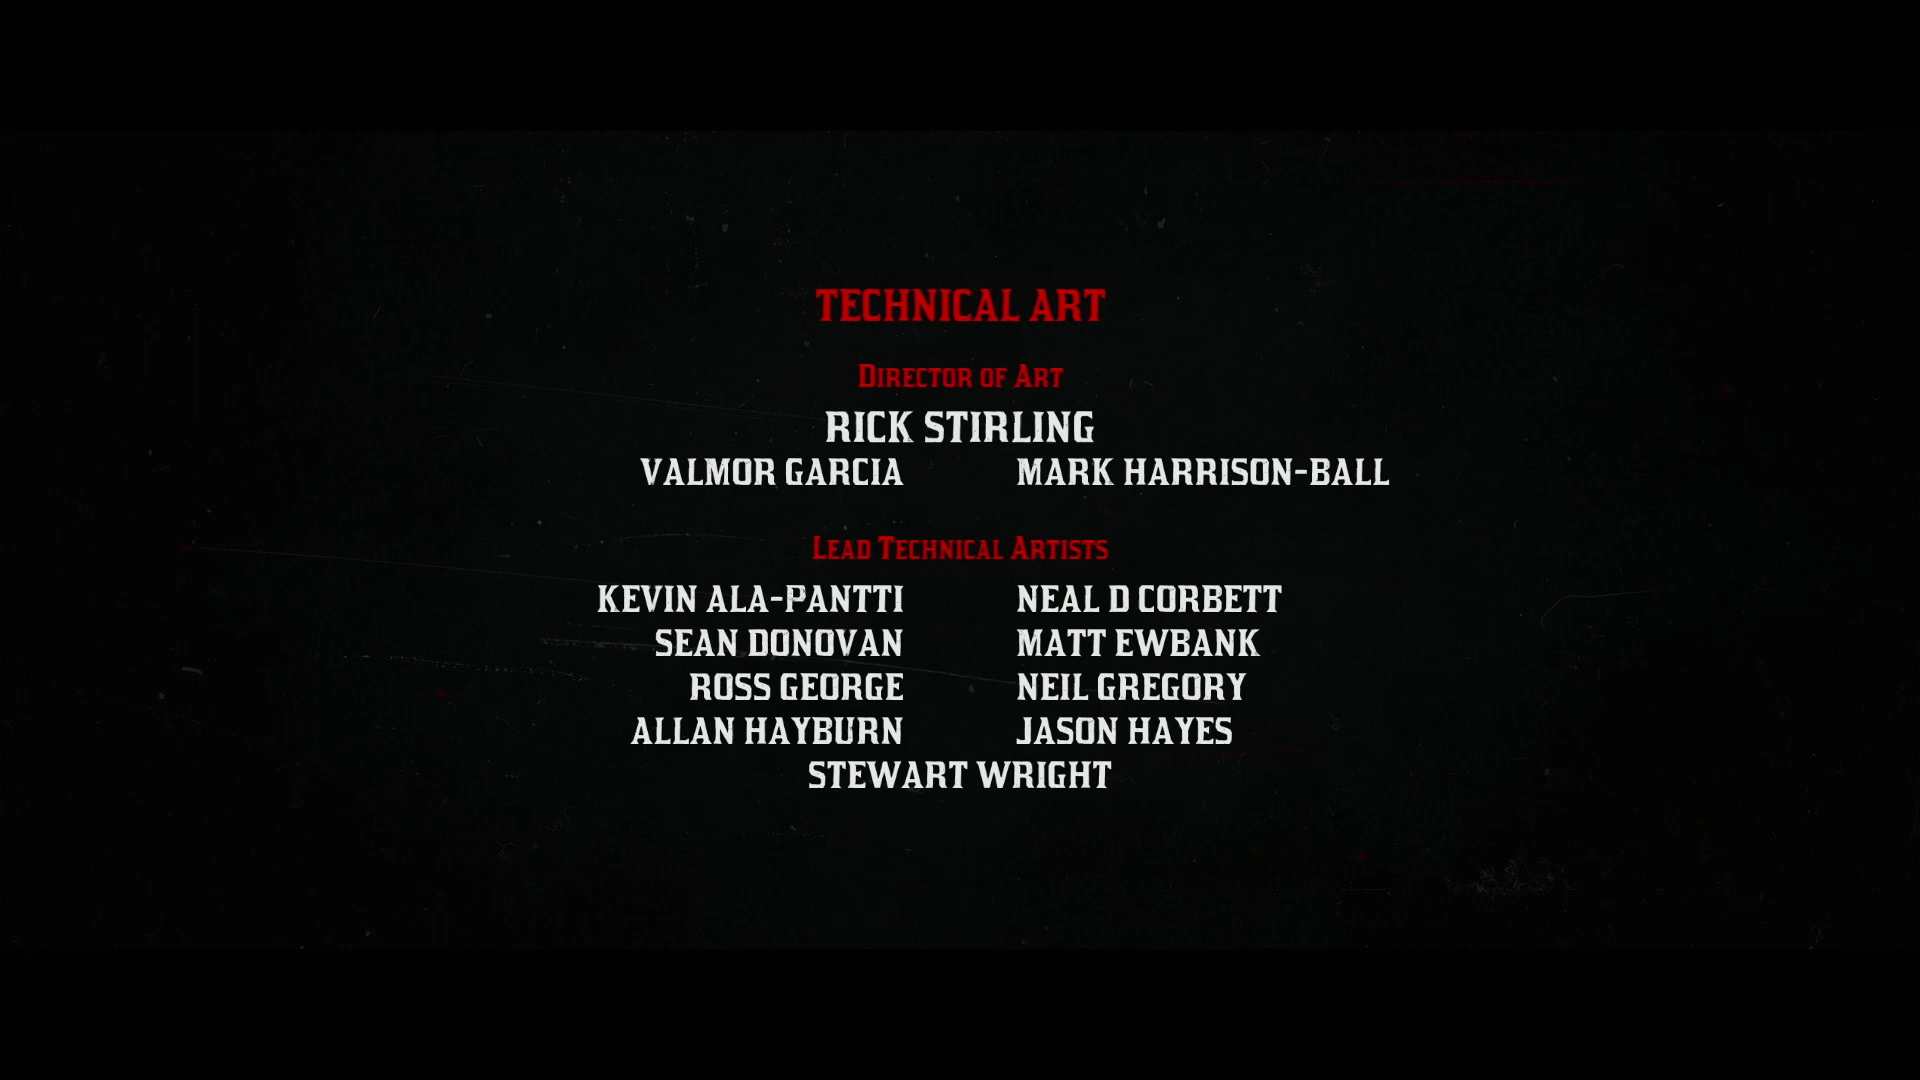 TECHNICAL ART
DIRECTOR OF ART
RICK STIRLING
VALMOR GARCIA MARK HARRISON-BALL
LEAD TECHNICAL ARTISTS
KEVIN ALA-PANTTI NEAL D CORBETT
SEAN DONOVAN MATT EWBANK
ROSS GEORGE NEIL GREGORY
ALLAN HAYBURN JASON HAYES
STEWART WRIGHT